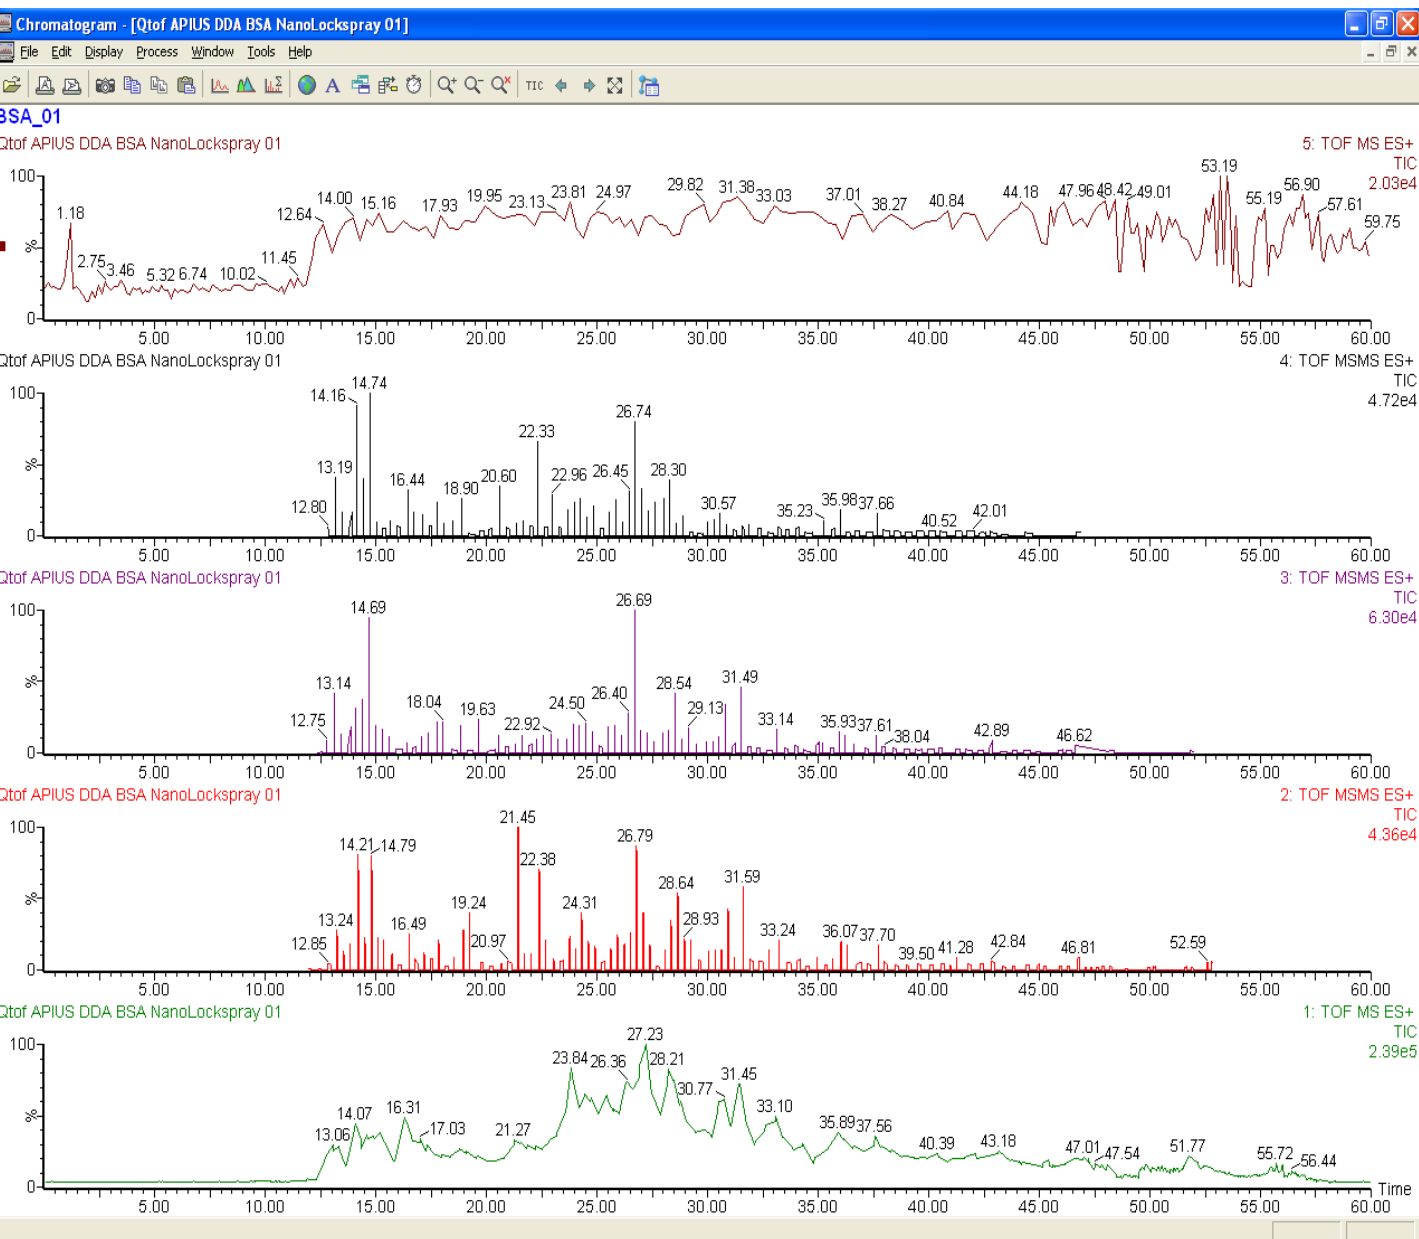 Chromatogram - [Qtof APIUS DDA BSA NanoLockspray 01]
File Edit Display Process Window Tools Help
TIC
BSA_01
Qtof APIUS DDA BSA NanoLockspray 01
5: TOF MS ES+
TIC
2.03e4
100
%
0
1.18 2.75 3.46 5.32 6.74 10.02 11.45 12.64 14.00 15.16 17.93 19.95 23.13 23.81 24.97 29.82 31.38 33.03 37.01 38.27 40.84 44.18 47.96 48.42 49.01 53.19 55.19 56.90 57.61 59.75
5.00 10.00 15.00 20.00 25.00 30.00 35.00 40.00 45.00 50.00 55.00 60.00
Qtof APIUS DDA BSA NanoLockspray 01
4: TOF MSMS ES+
TIC
4.72e4
100
%
0
12.80 13.19 14.16 14.74 16.44 18.90 20.60 22.33 22.96 26.45 26.74 28.30 30.57 35.23 35.98 37.66 40.52 42.01
5.00 10.00 15.00 20.00 25.00 30.00 35.00 40.00 45.00 50.00 55.00 60.00
Qtof APIUS DDA BSA NanoLockspray 01
3: TOF MSMS ES+
TIC
6.30e4
100
%
0
12.75 13.14 14.69 18.04 19.63 22.92 24.50 26.40 26.69 28.54 29.13 31.49 33.14 35.93 37.61 38.04 42.89 46.62
5.00 10.00 15.00 20.00 25.00 30.00 35.00 40.00 45.00 50.00 55.00 60.00
Qtof APIUS DDA BSA NanoLockspray 01
2: TOF MSMS ES+
TIC
4.36e4
100
%
0
12.85 13.24 14.21 14.79 16.49 19.24 20.97 21.45 22.38 24.31 26.79 28.64 28.93 31.59 33.24 36.07 37.70 39.50 41.28 42.84 46.81 52.59
5.00 10.00 15.00 20.00 25.00 30.00 35.00 40.00 45.00 50.00 55.00 60.00
Qtof APIUS DDA BSA NanoLockspray 01
1: TOF MS ES+
TIC
2.39e5
100
%
0
13.06 14.07 16.31 17.03 21.27 23.84 26.36 27.23 28.21 30.77 31.45 33.10 35.89 37.56 40.39 43.18 47.01 47.54 51.77 55.72 56.44
Time
5.00 10.00 15.00 20.00 25.00 30.00 35.00 40.00 45.00 50.00 55.00 60.00